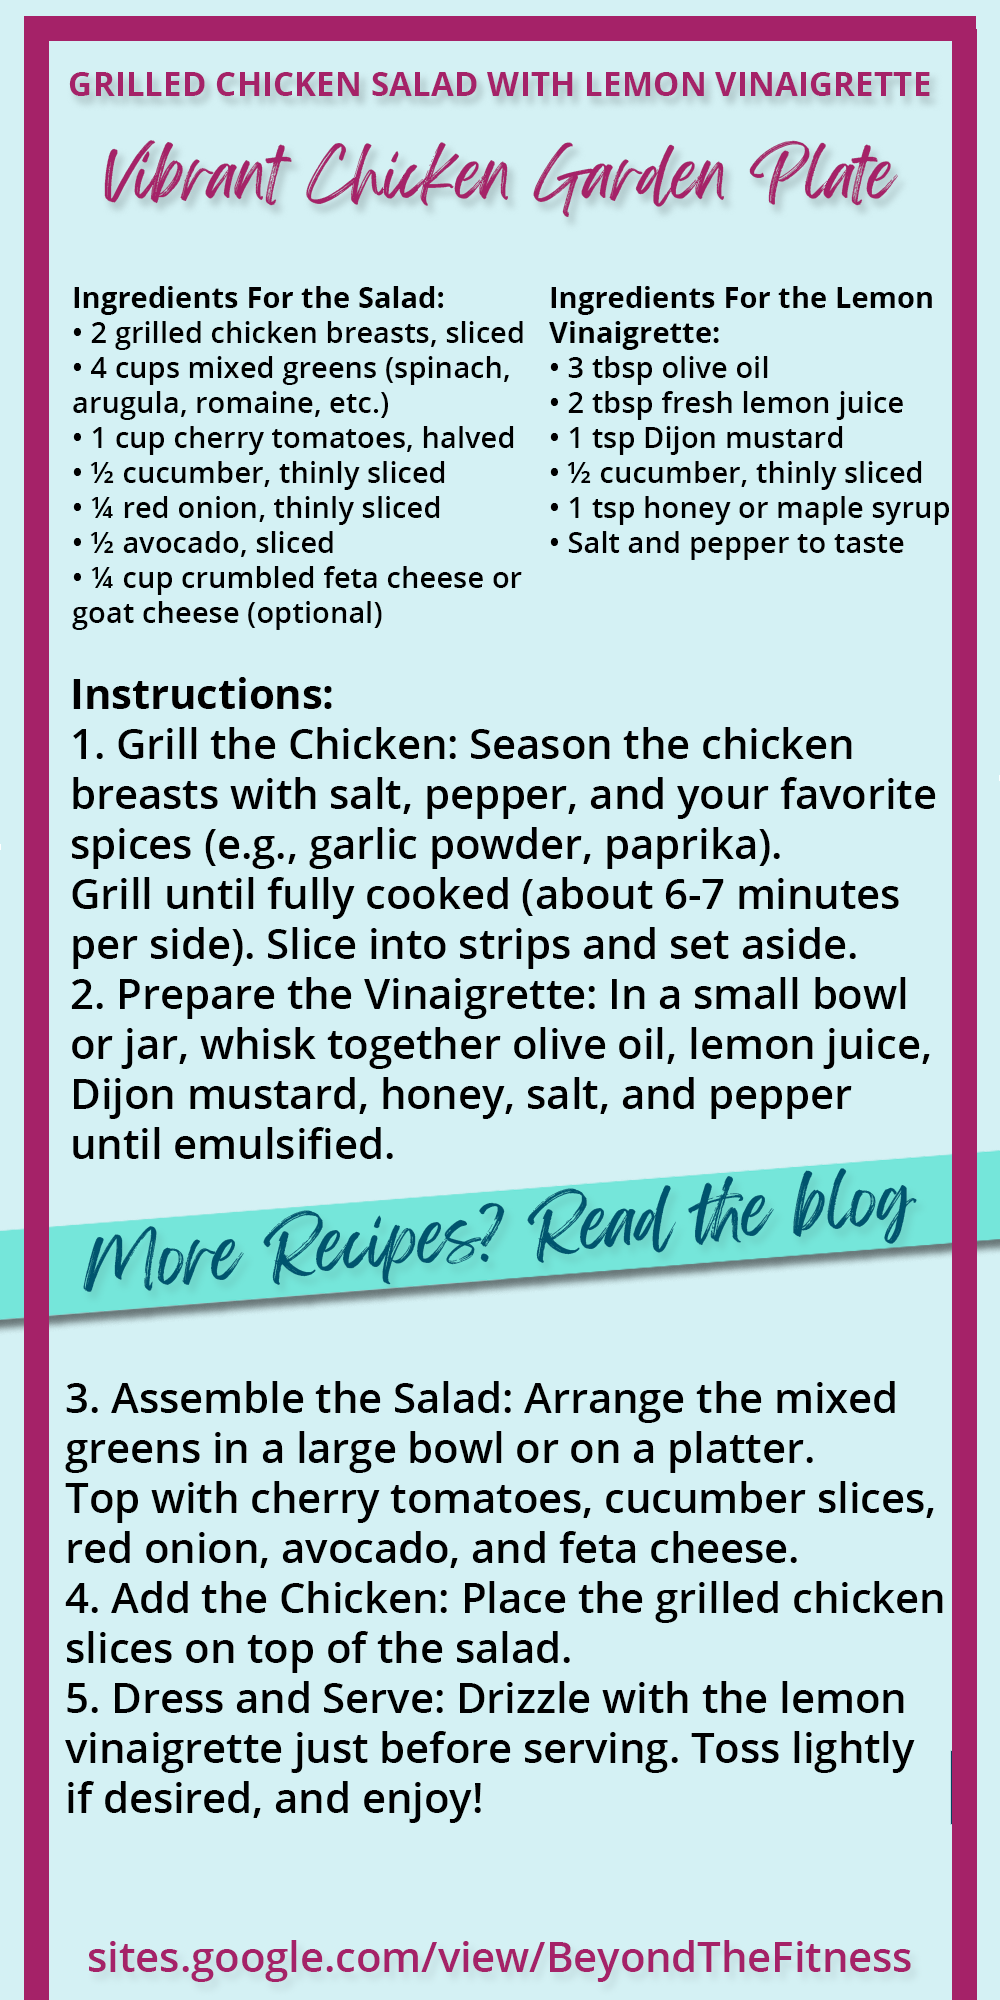 GRILLED CHICKEN SALAD WITH LEMON VINAIGRETTE
Vibrant Chicken Garden Plate
Ingredients For the Salad:
• 2 grilled chicken breasts, sliced
• 4 cups mixed greens (spinach,
arugula, romaine, etc.)
• 1 cup cherry tomatoes, halved
• ½ cucumber, thinly sliced
• ¼ red onion, thinly sliced
• ½ avocado, sliced
• ¼ cup crumbled feta cheese or
goat cheese (optional)
Ingredients For the Lemon
Vinaigrette:
• 3 tbsp olive oil
• 2 tbsp fresh lemon juice
• 1 tsp Dijon mustard
• ½ cucumber, thinly sliced
• 1 tsp honey or maple syrup
• Salt and pepper to taste
Instructions:
1. Grill the Chicken: Season the chicken
breasts with salt, pepper, and your favorite
spices (e.g., garlic powder, paprika).
Grill until fully cooked (about 6-7 minutes
per side). Slice into strips and set aside.
2. Prepare the Vinaigrette: In a small bowl
or jar, whisk together olive oil, lemon juice,
Dijon mustard, honey, salt, and pepper
until emulsified.
More Recipes? Read the blog
3. Assemble the Salad: Arrange the mixed
greens in a large bowl or on a platter.
Top with cherry tomatoes, cucumber slices,
red onion, avocado, and feta cheese.
4. Add the Chicken: Place the grilled chicken
slices on top of the salad.
5. Dress and Serve: Drizzle with the lemon
vinaigrette just before serving. Toss lightly
if desired, and enjoy!
sites.google.com/view/BeyondTheFitness